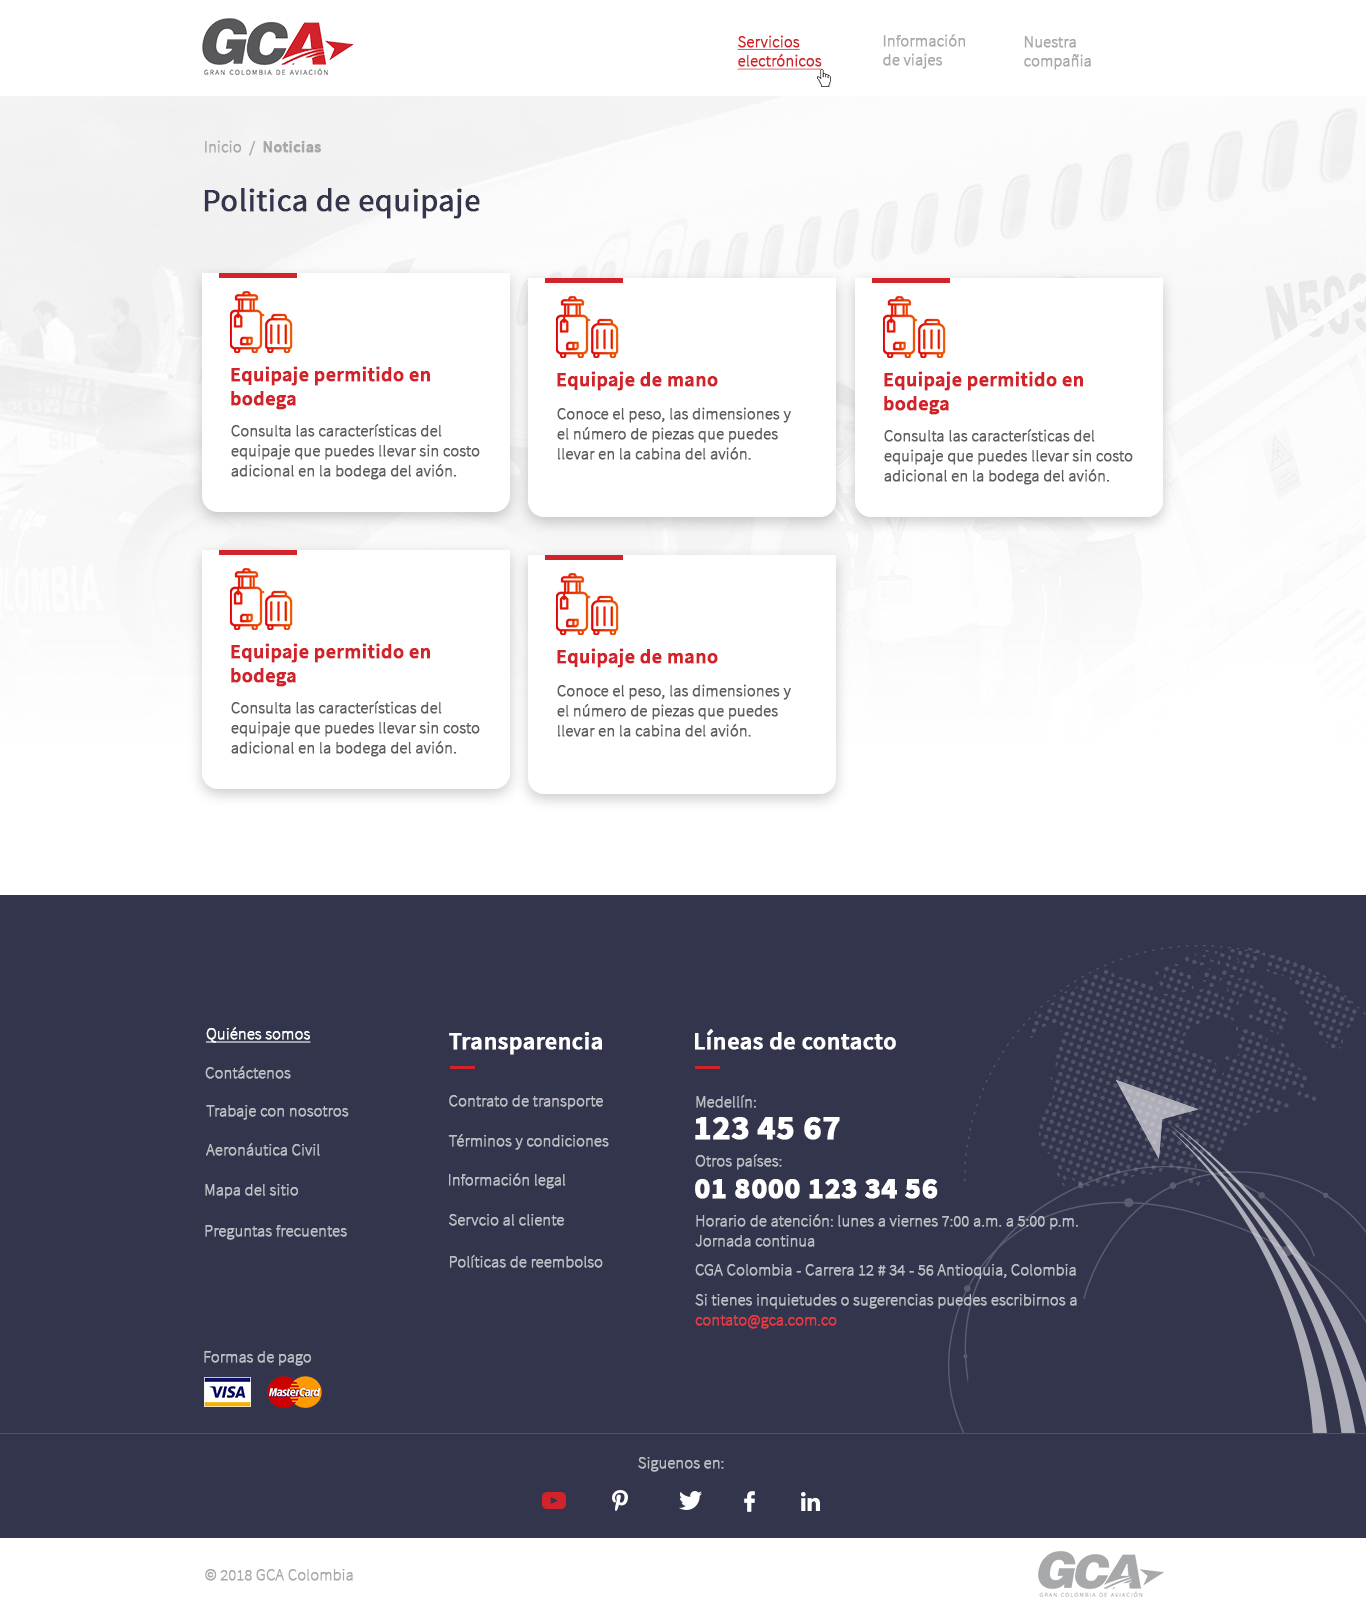 GCA
GRAN COLOMBIA DE AVIACIÓN
Servicios
electrónicos
Información
de viajes
Nuestra
compañia
Inicio / Noticias
Politica de equipaje
N509
Equipaje permitido en
bodega
Consulta las características del
equipaje que puedes llevar sin costo
adicional en la bodega del avión.
Equipaje de mano
Conoce el peso, las dimensiones y
el número de piezas que puedes
llevar en la cabina del avión.
Equipaje permitido en
bodega
Consulta las características del
equipaje que puedes llevar sin costo
adicional en la bodega del avión.
OLOMBIA
Equipaje permitido en
bodega
Consulta las características del
equipaje que puedes llevar sin costo
adicional en la bodega del avión.
Equipaje de mano
Conoce el peso, las dimensiones y
el número de piezas que puedes
llevar en la cabina del avión.
Quiénes somos
Contáctenos
Trabaje con nosotros
Aeronáutica Civil
Mapa del sitio
Preguntas frecuentes
Transparencia
Contrato de transporte
Términos y condiciones
Información legal
Servcio al cliente
Políticas de reembolso
Líneas de contacto
Medellín:
123 45 67
Otros países:
01 8000 123 34 56
Horario de atención: lunes a viernes 7:00 a.m. a 5:00 p.m.
Jornada continua
CGA Colombia - Carrera 12 # 34 - 56 Antioquia, Colombia
Si tienes inquietudes o sugerencias puedes escribirnos a
contato@gca.com.co
Formas de pago
VISA
MasterCard
Siguenos en:
© 2018 GCA Colombia
GCA
GRAN COLOMBIA DE AVIACIÓN